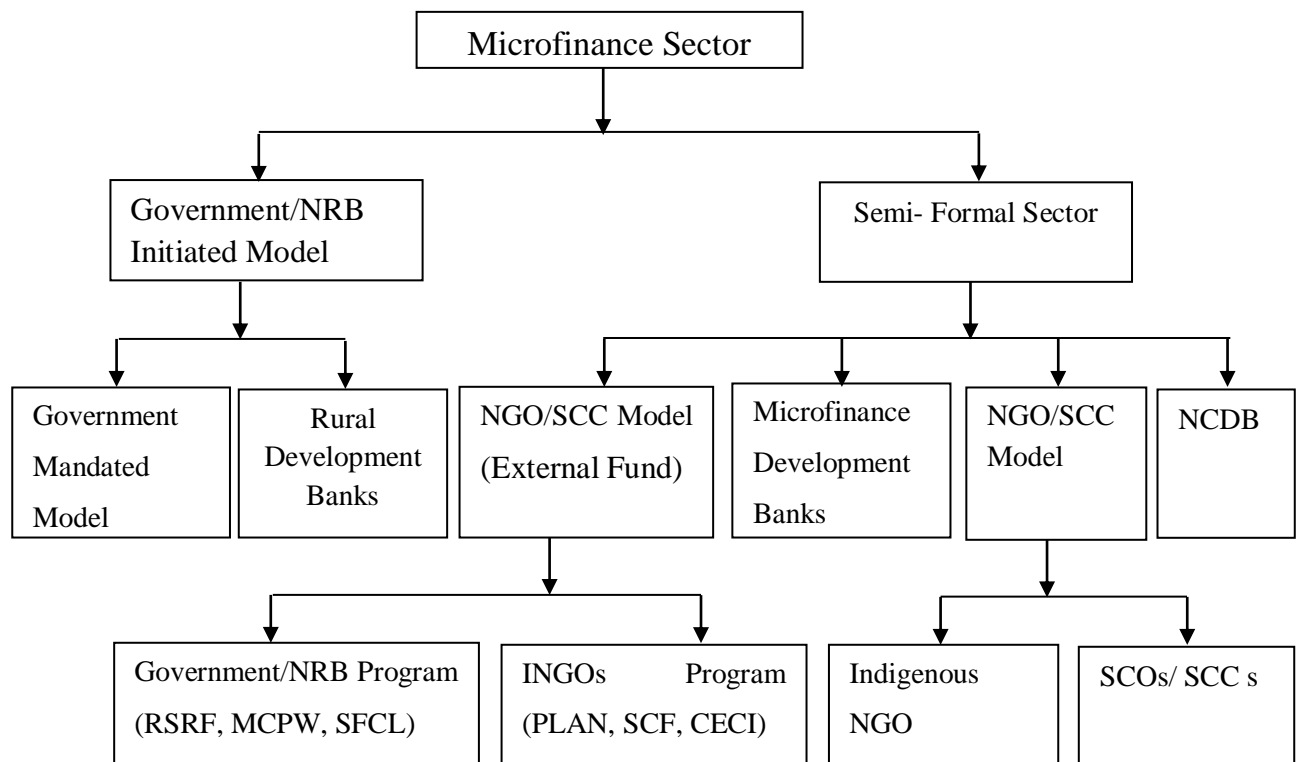 Microfinance Sector
Government/NRB
Initiated Model
Semi- Formal Sector
Government
Mandated
Model
Rural
Development
Banks
NGO/SCC Model
(External Fund)
Microfinance
Development
Banks
NGO/SCC
Model
NCDB
Government/NRB Program
(RSRF, MCPW, SFCL)
INGOs Program
(PLAN, SCF, CECI)
Indigenous
NGO
SCOs/ SCC s